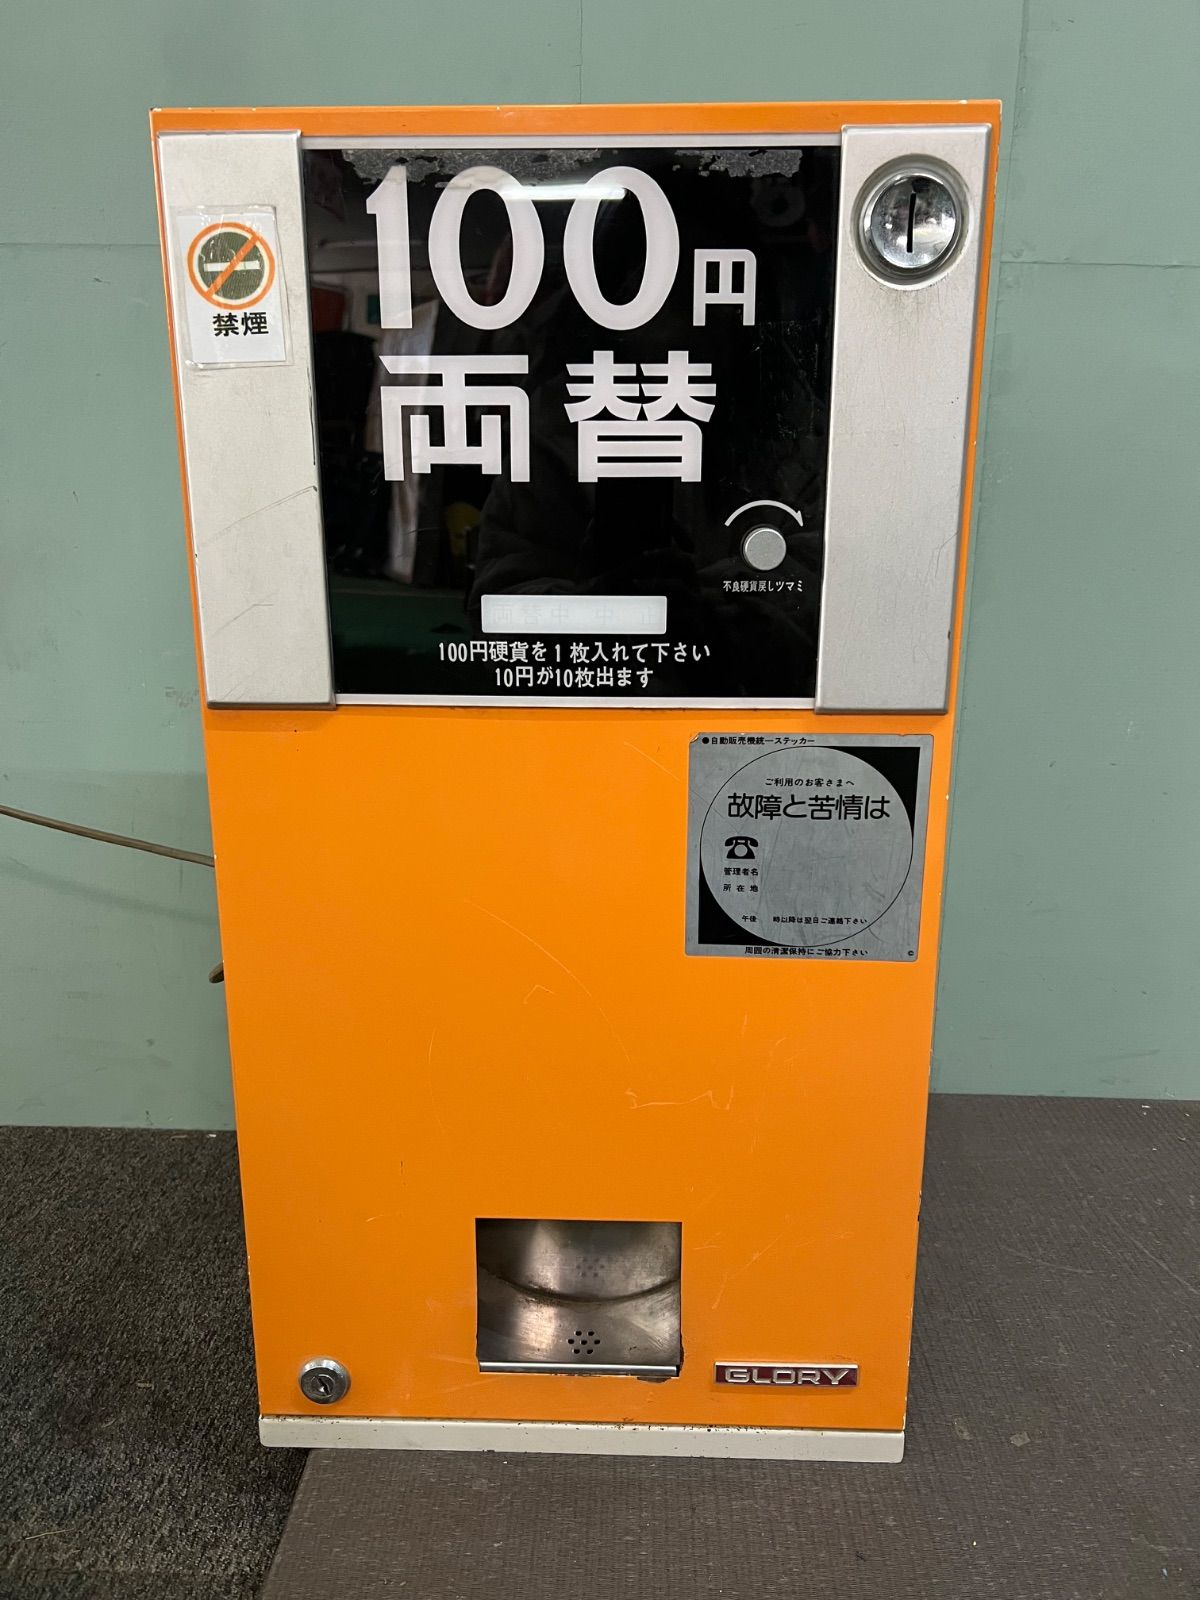 100円
両替
禁煙
不良硬貨戻しツマミ
両替中 中止
100円硬貨を1枚入れて下さい
10円が10枚出ます
●自動販売機統一ステッカー
ご利用のお客さまへ
故障と苦情は
管理者名
所在地
午後 時以降は翌日ご連絡下さい
周囲の清潔保持にご協力下さい
©
GLORY